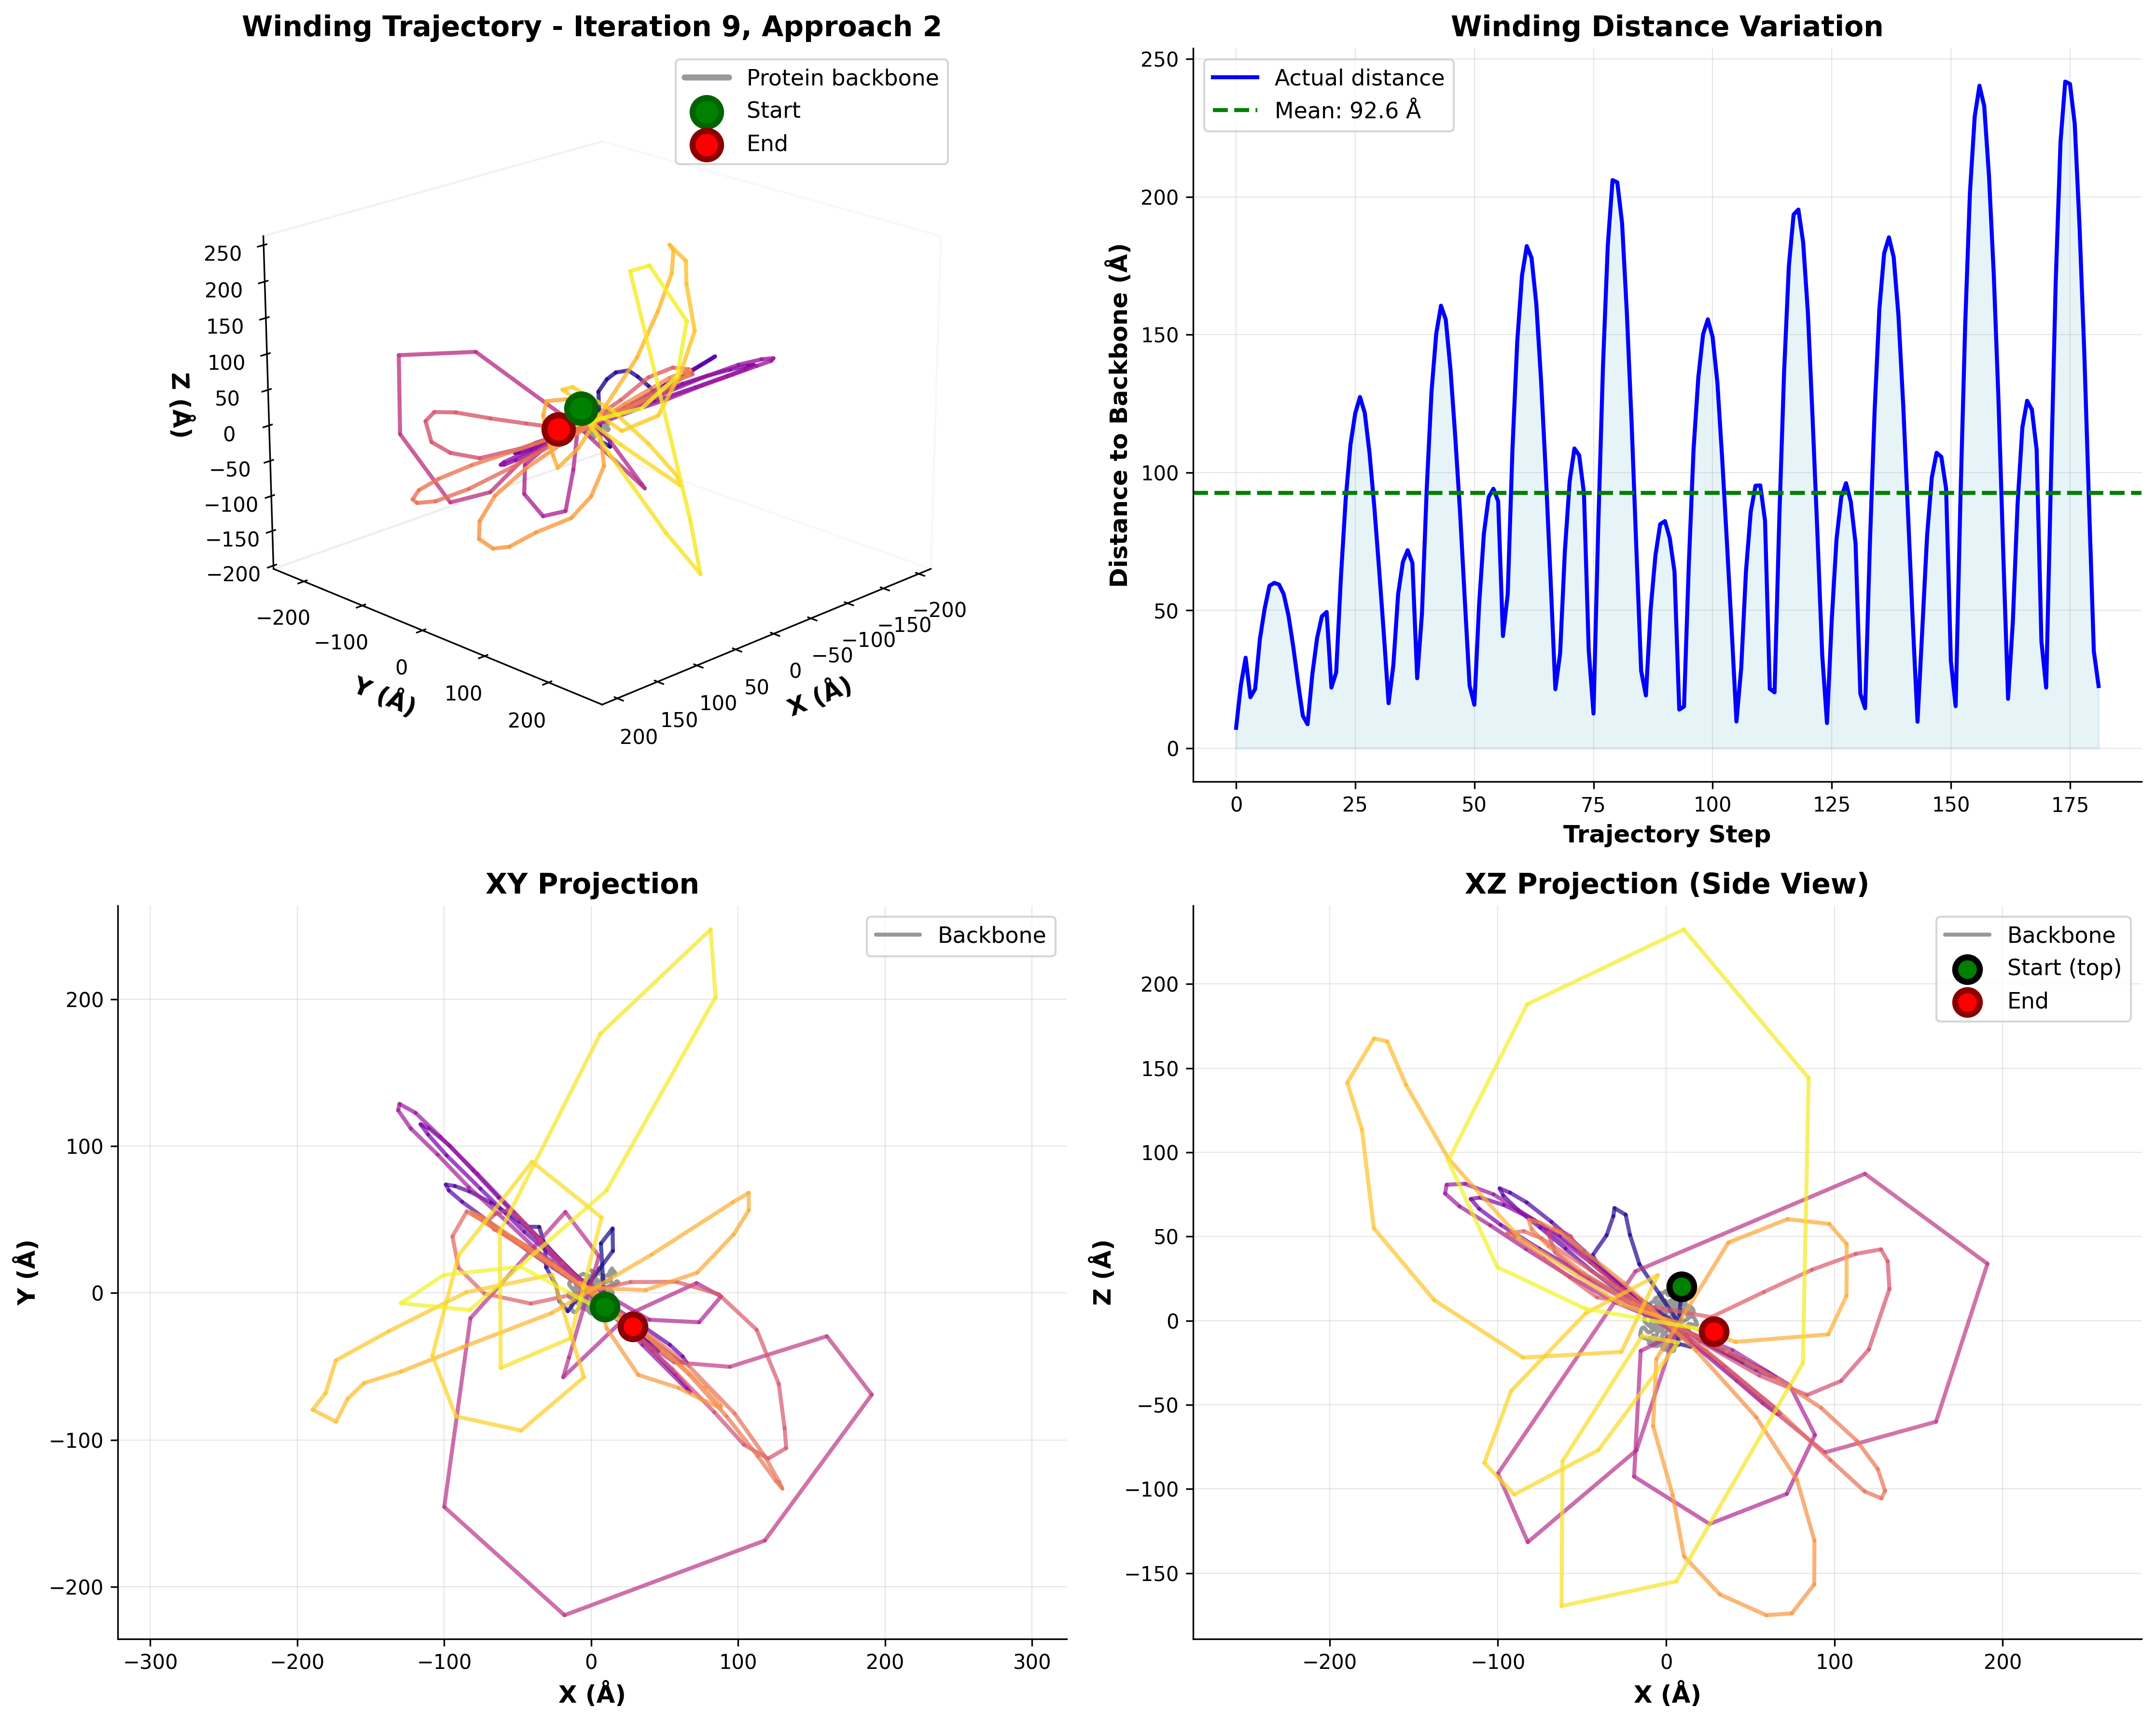 Winding Trajectory - Iteration 9, Approach 2
Protein backbone
Start
End
250
200
150
100
50
0
−50
−100
−150
−200
Z (Å)
−200
−100
0
100
200
Y (Å)
200
150
100
50
0
−50
−100
−150
−200
X (Å)
Winding Distance Variation
Actual distance
Mean: 92.6 Å
250
200
150
100
50
0
Distance to Backbone (Å)
0
25
50
75
100
125
150
175
Trajectory Step
XY Projection
Backbone
200
100
0
−100
−200
Y (Å)
−300
−200
−100
0
100
200
300
X (Å)
XZ Projection (Side View)
Backbone
Start (top)
End
200
150
100
50
0
−50
−100
−150
Z (Å)
−200
−100
0
100
200
X (Å)